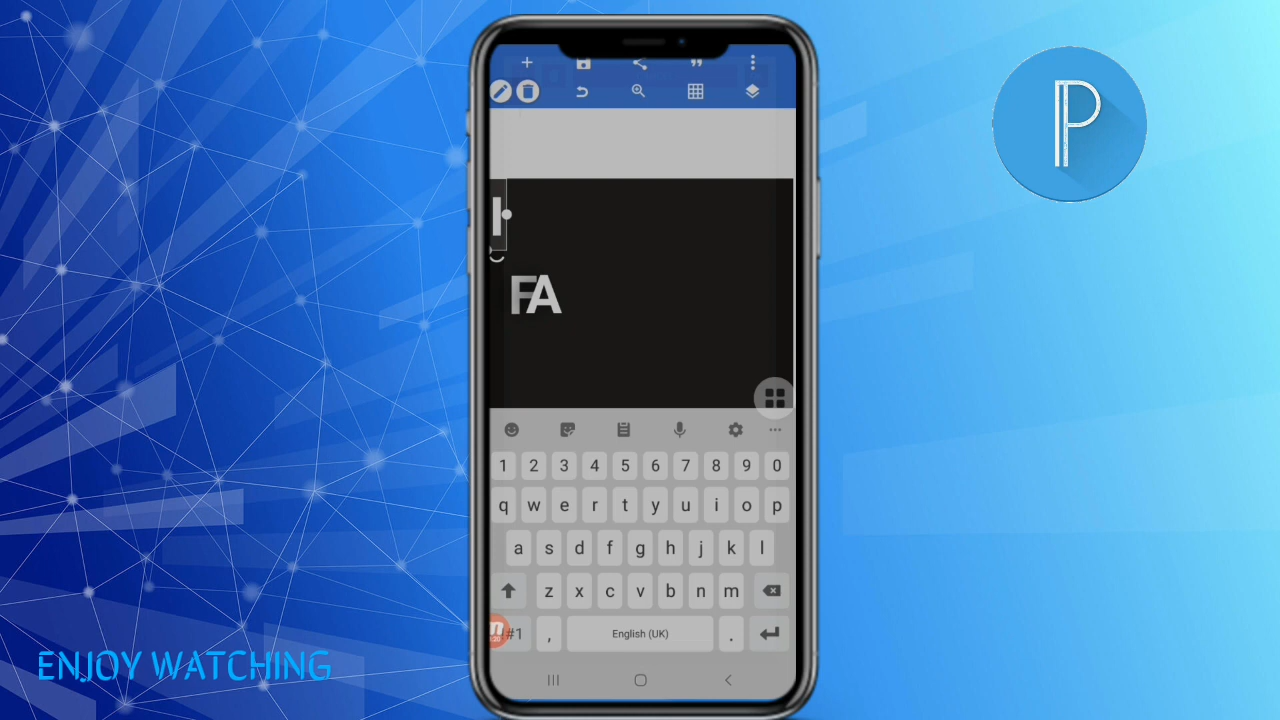 P
I
FA
1 2 3 4 5 6 7 8 9 0
q w e r t y u i o p
a s d f g h j k l
z x c v b n m
#1 , English (UK) .
ENJOY WATCHING